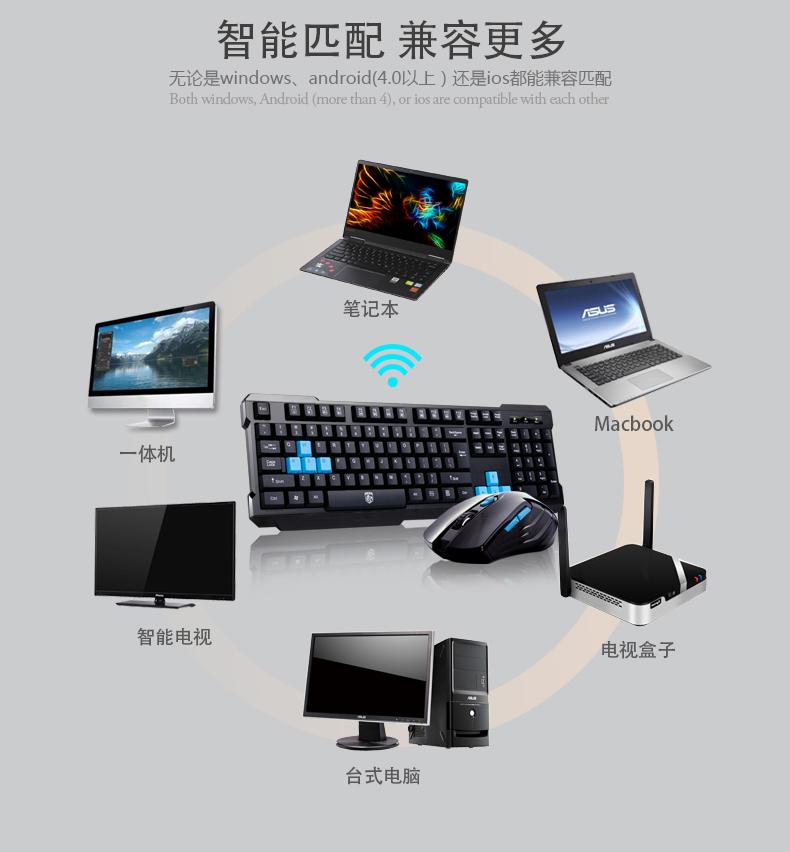 智能匹配 兼容更多
无论是windows、android(4.0以上）还是ios都能兼容匹配
Both windows, Android (more than 4), or ios are compatible with each other
笔记本
ASUS
Macbook
一体机
智能电视
电视盒子
台式电脑